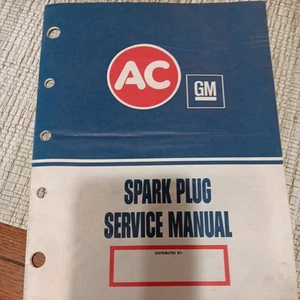 AC
GM
SPARK PLUG
SERVICE MANUAL
DISTRIBUTED BY: